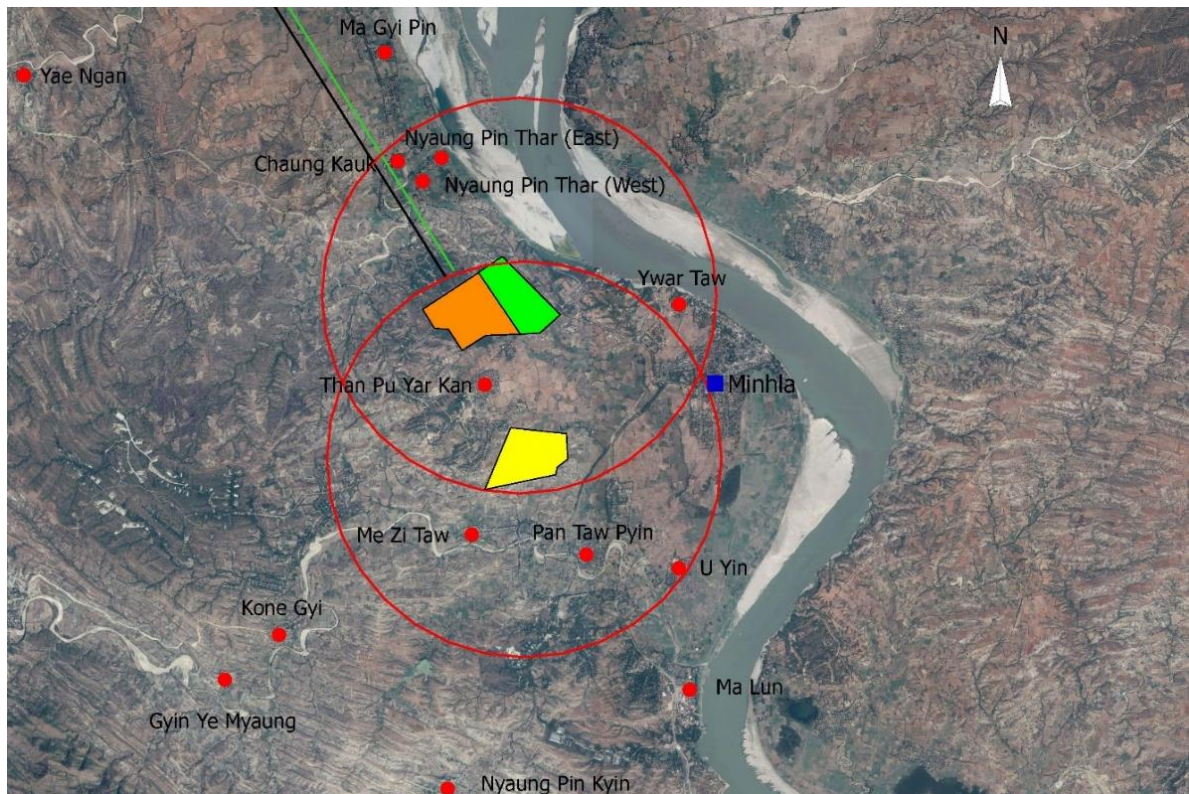 Ma Gyi Pin
N
Yae Ngan
Nyaung Pin Thar (East)
Chaung Kauk
Nyaung Pin Thar (West)
Ywar Taw
Than Pu Yar Kan
Minhla
Me Zi Taw
Pan Taw Pyin
U Yin
Kone Gyi
Ma Lun
Gyin Ye Myaung
Nyaung Pin Kyin